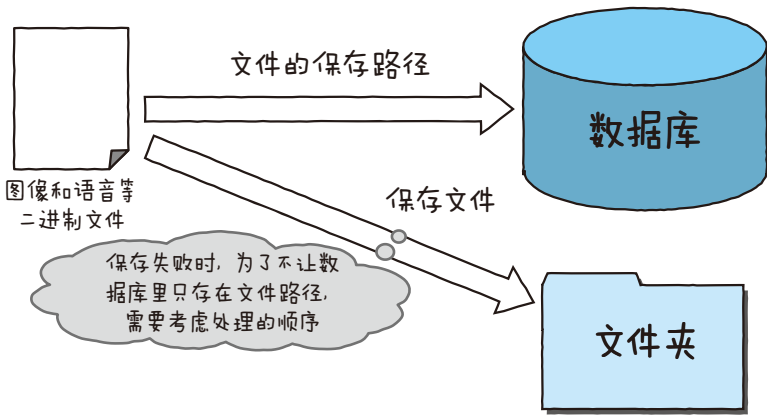 文件的保存路径
数据库
图像和语音等
二进制文件
保存文件
保存失败时，为了不让数
据库里只存在文件路径，
需要考虑处理的顺序
文件夹